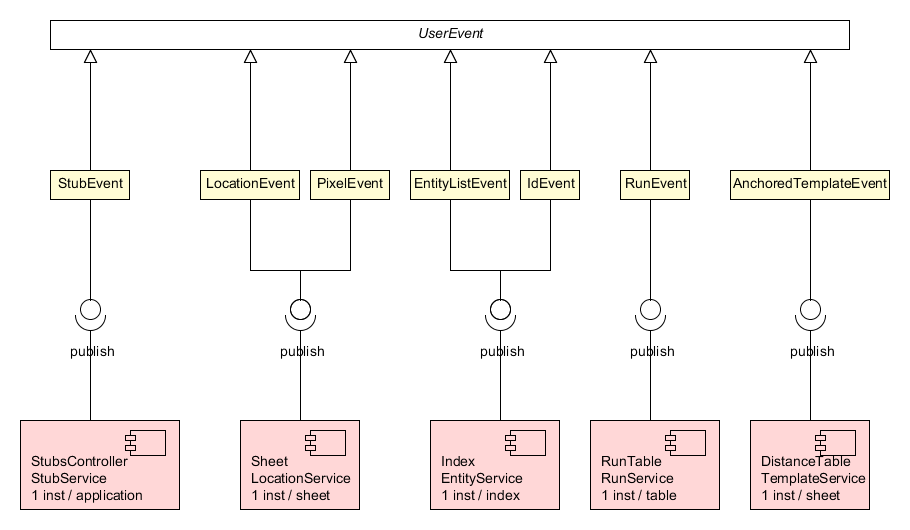 UserEvent
StubEvent
LocationEvent
PixelEvent
EntityListEvent
IdEvent
RunEvent
AnchoredTemplateEvent
publish
publish
publish
publish
publish
StubsController
StubService
1 inst / application
Sheet
LocationService
1 inst / sheet
Index
EntityService
1 inst / index
RunTable
RunService
1 inst / table
DistanceTable
TemplateService
1 inst / sheet